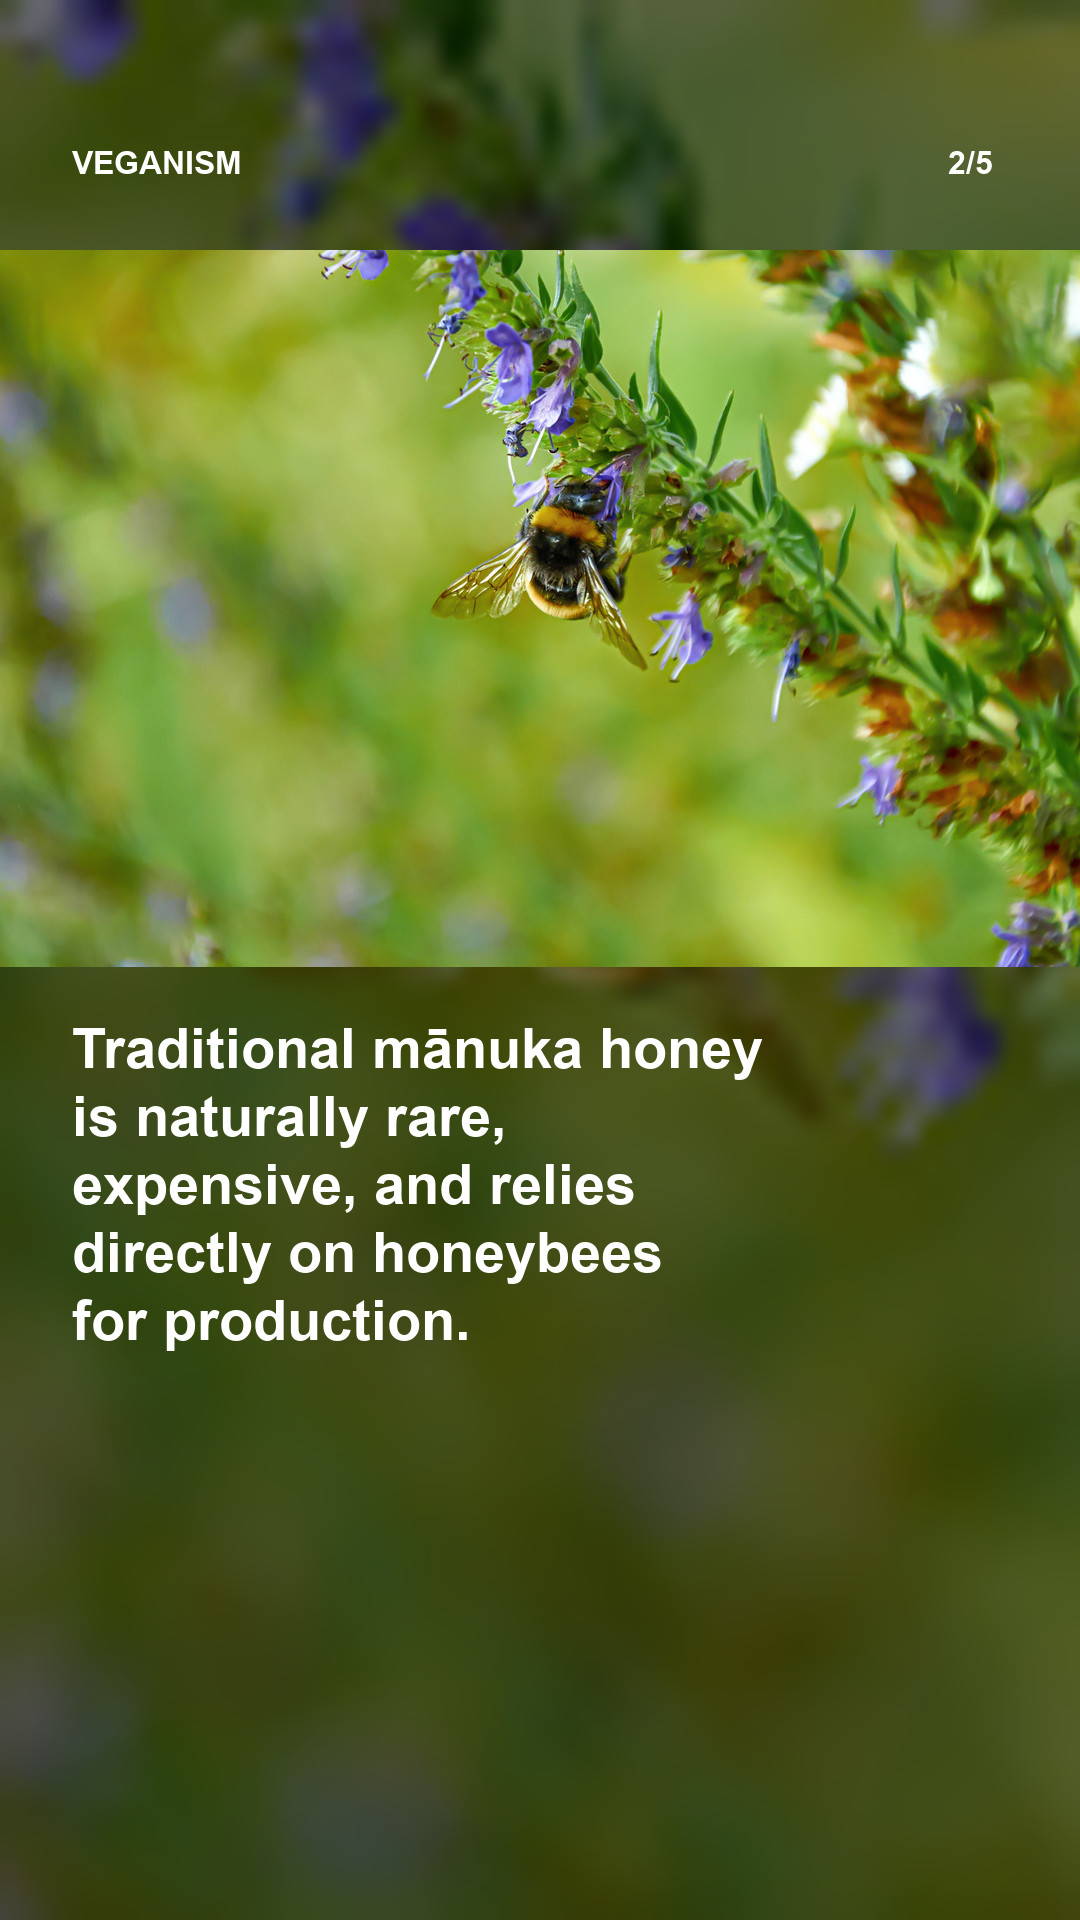 VEGANISM
2/5
Traditional mānuka honey
is naturally rare,
expensive, and relies
directly on honeybees
for production.